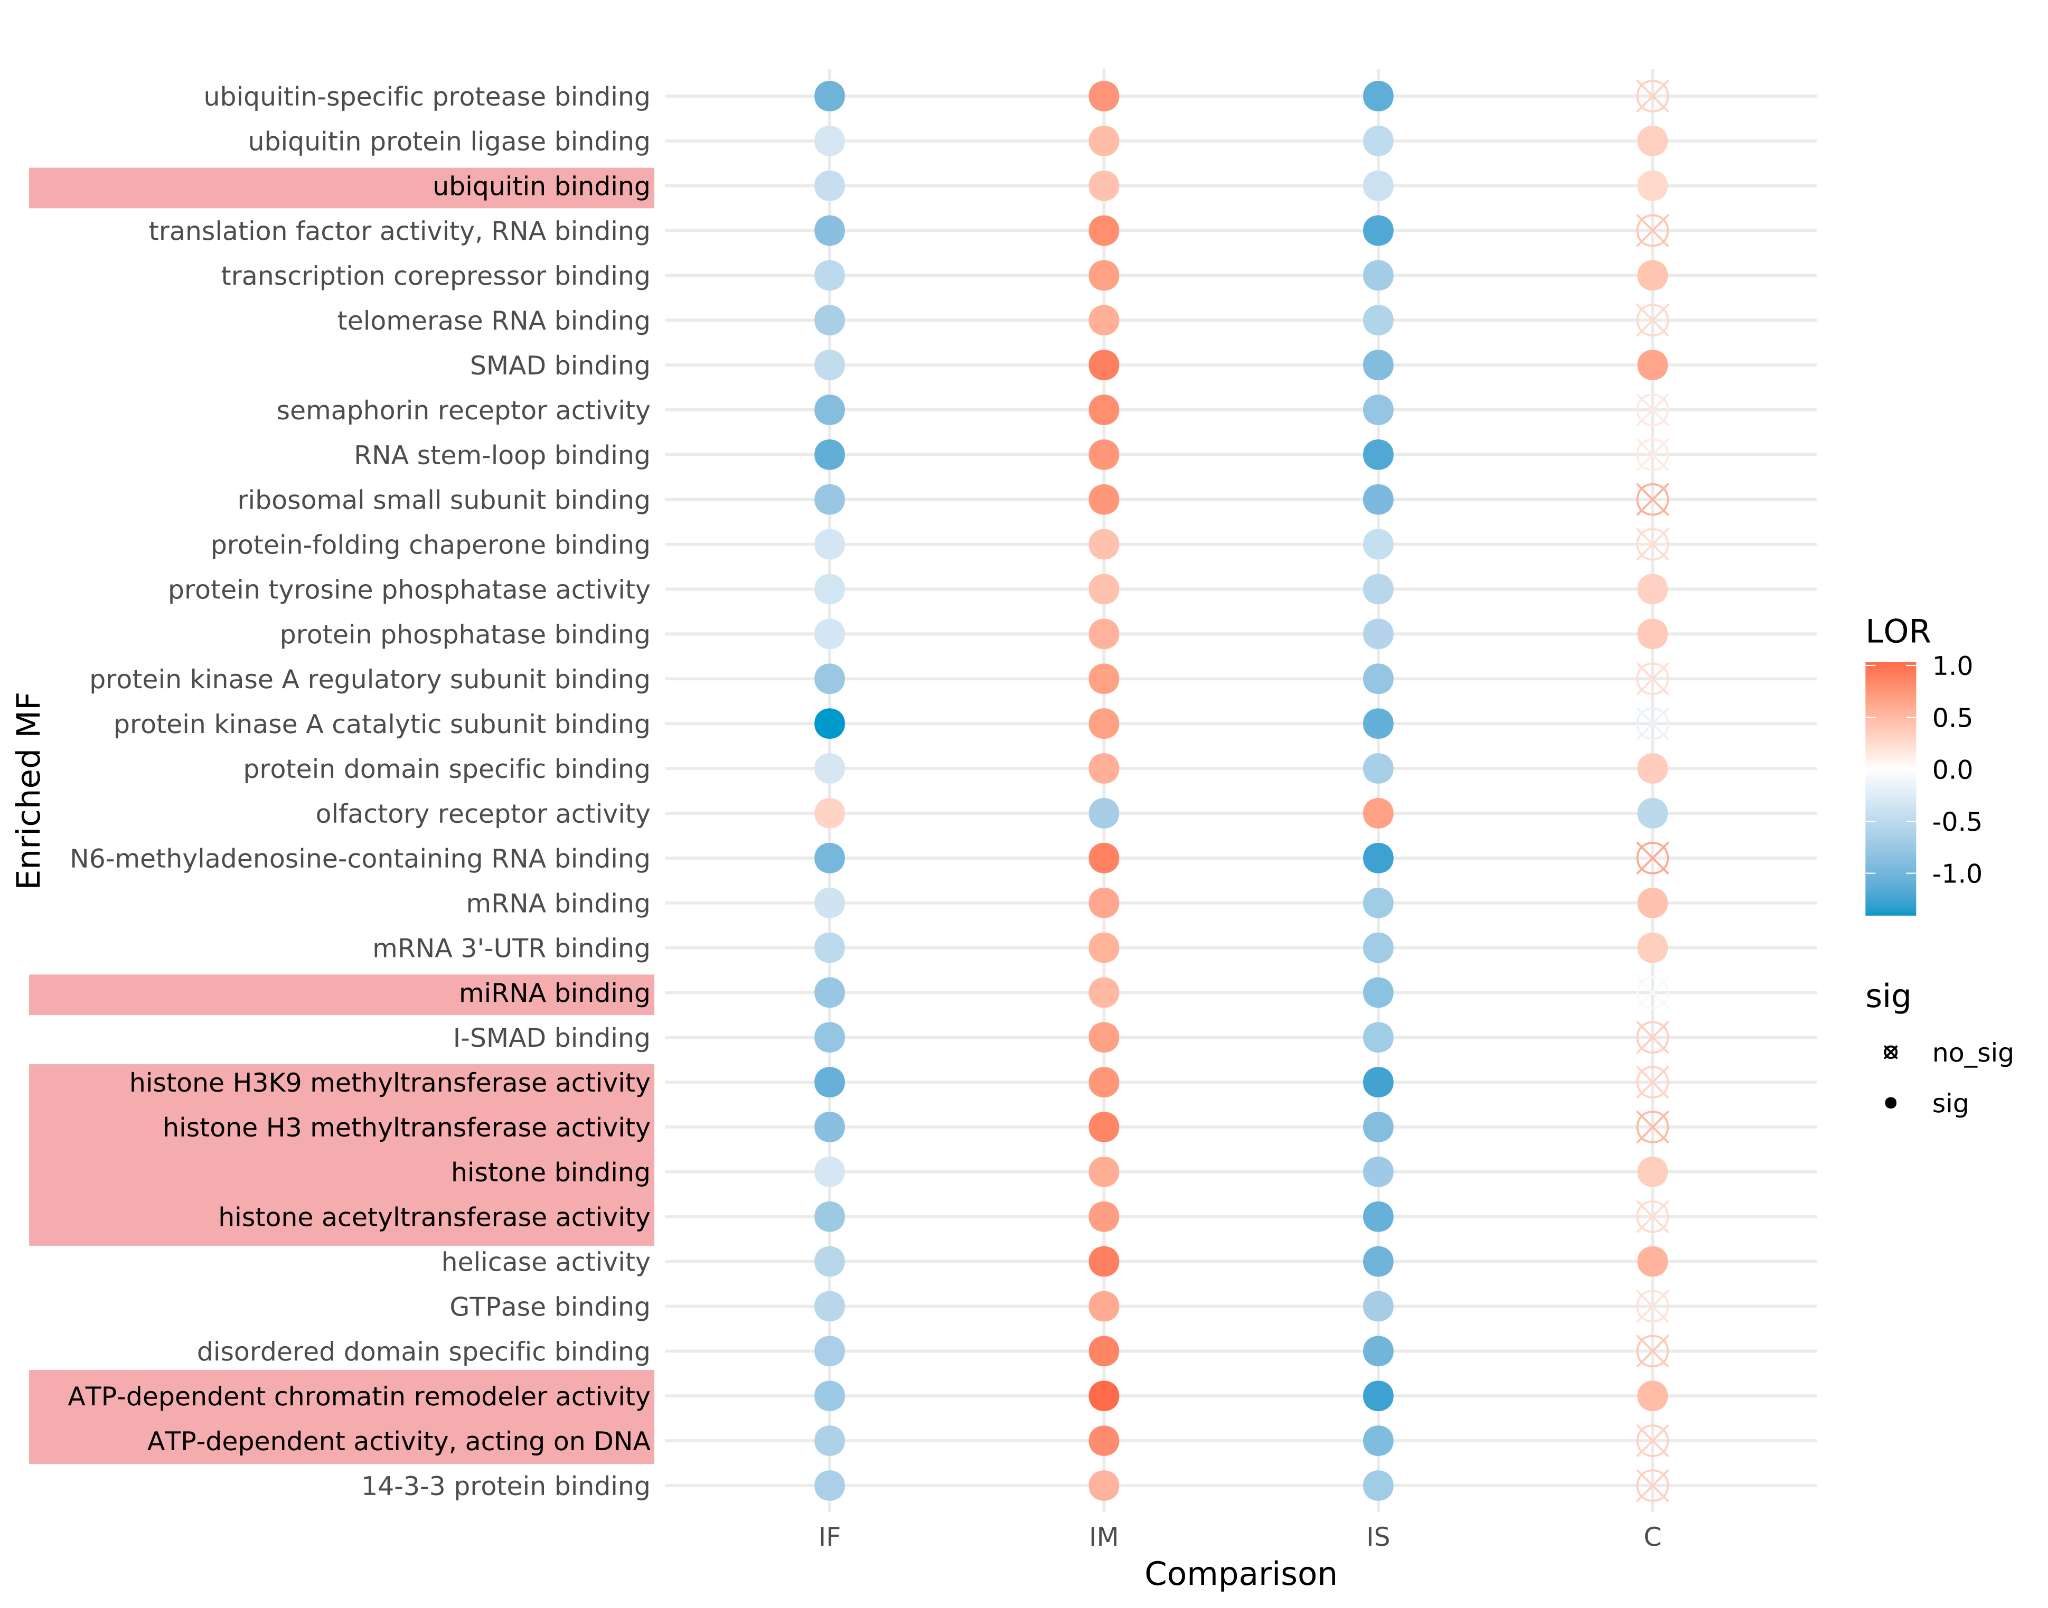 ubiquitin-specific protease binding
ubiquitin protein ligase binding
ubiquitin binding
translation factor activity, RNA binding
transcription corepressor binding
telomerase RNA binding
SMAD binding
semaphorin receptor activity
RNA stem-loop binding
ribosomal small subunit binding
protein-folding chaperone binding
protein tyrosine phosphatase activity
protein phosphatase binding
protein kinase A regulatory subunit binding
protein kinase A catalytic subunit binding
protein domain specific binding
olfactory receptor activity
N6-methyladenosine-containing RNA binding
mRNA binding
mRNA 3'-UTR binding
miRNA binding
I-SMAD binding
histone H3K9 methyltransferase activity
histone H3 methyltransferase activity
histone binding
histone acetyltransferase activity
helicase activity
GTPase binding
disordered domain specific binding
ATP-dependent chromatin remodeler activity
ATP-dependent activity, acting on DNA
14-3-3 protein binding
Enriched MF
IF IM IS C
Comparison
LOR
1.0
0.5
0.0
-0.5
-1.0
sig
no_sig
sig